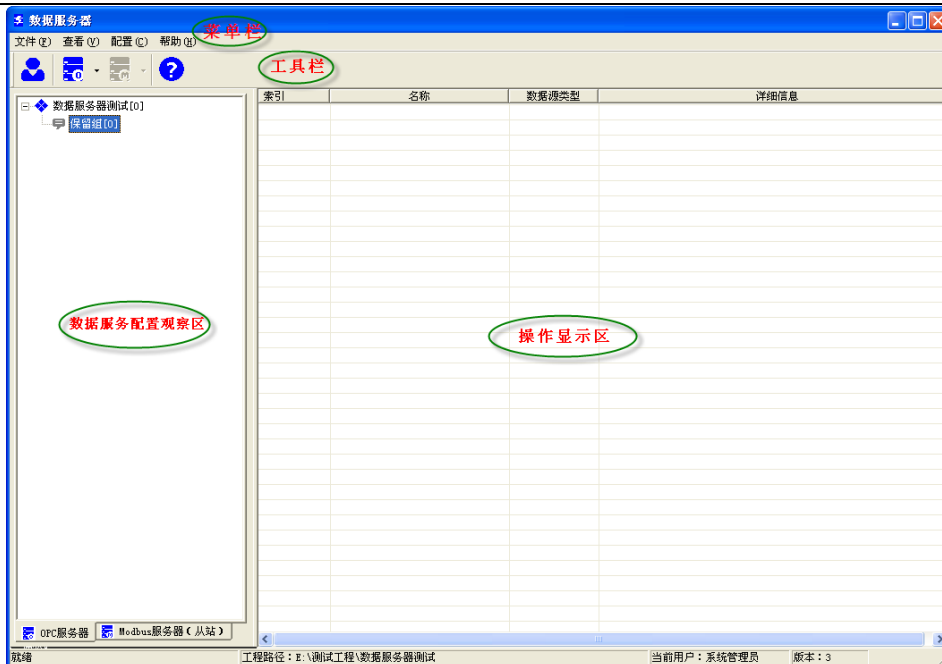 数据服务器
文件(F) 查看(V) 配置(C) 帮助(H) 菜单栏
工具栏
索引 名称 数据源类型 详细信息
数据服务器测试[0]
保留组[0]
数据服务配置观察区
操作显示区
OPC服务器 Modbus服务器(从站)
就绪 工程路径：E:\测试工程\数据服务器测试 当前用户：系统管理员 版本：3